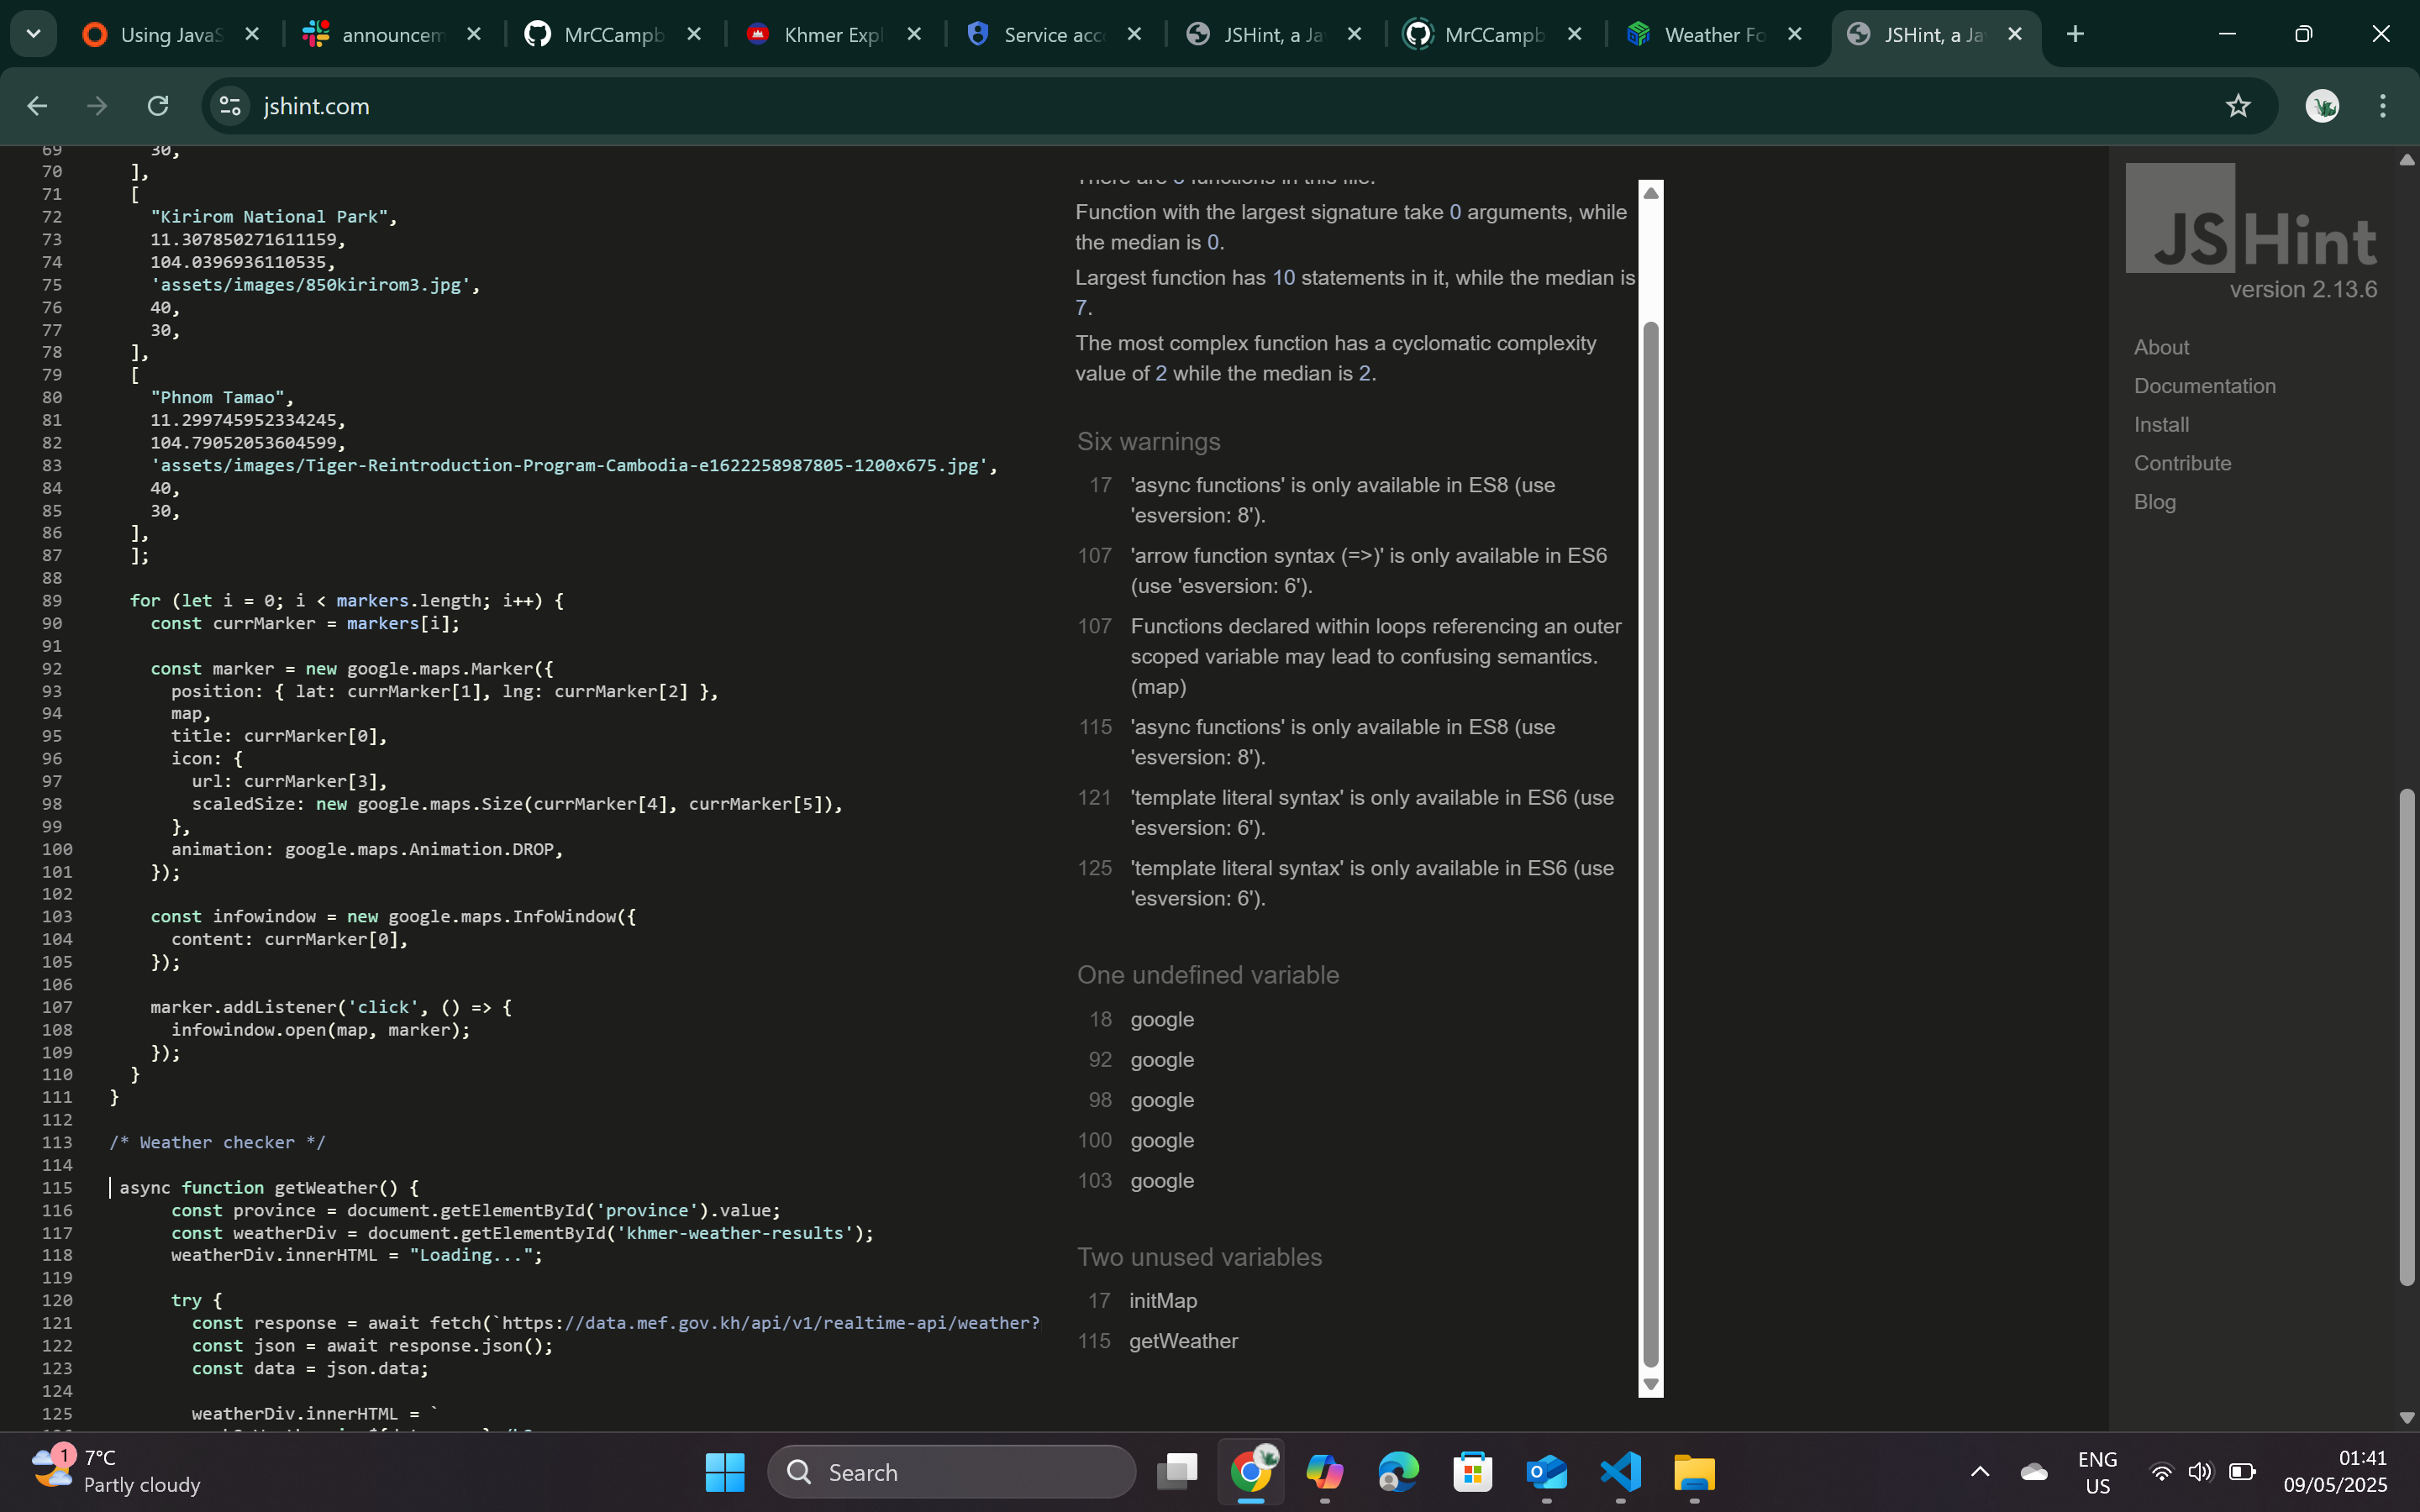 Using JavaS
announcem
MrCCampb
Khmer Expl
Service acc
JSHint, a Ja
MrCCampb
Weather Fo
JSHint, a Ja
jshint.com
69 30,
70 ],
71 [
72 "Kirirom National Park",
73 11.307850271611159,
74 104.0396936110535,
75 'assets/images/850kirirom3.jpg',
76 40,
77 30,
78 ],
79 [
80 "Phnom Tamao",
81 11.299745952334245,
82 104.79052053604599,
83 'assets/images/Tiger-Reintroduction-Program-Cambodia-e1622258987805-1200x675.jpg',
84 40,
85 30,
86 ],
87 ];
88
89 for (let i = 0; i < markers.length; i++) {
90 const currMarker = markers[i];
91
92 const marker = new google.maps.Marker({
93 position: { lat: currMarker[1], lng: currMarker[2] },
94 map,
95 title: currMarker[0],
96 icon: {
97 url: currMarker[3],
98 scaledSize: new google.maps.Size(currMarker[4], currMarker[5]),
99 },
100 animation: google.maps.Animation.DROP,
101 });
102
103 const infowindow = new google.maps.InfoWindow({
104 content: currMarker[0],
105 });
106
107 marker.addListener('click', () => {
108 infowindow.open(map, marker);
109 });
110 }
111 }
112
113 /* Weather checker */
114
115 async function getWeather() {
116 const province = document.getElementById('province').value;
117 const weatherDiv = document.getElementById('khmer-weather-results');
118 weatherDiv.innerHTML = "Loading...";
119
120 try {
121 const response = await fetch(`https://data.mef.gov.kh/api/v1/realtime-api/weather?
122 const json = await response.json();
123 const data = json.data;
124
125 weatherDiv.innerHTML = `
functions in this file.
Function with the largest signature take 0 arguments, while
the median is 0.
Largest function has 10 statements in it, while the median is
7.
The most complex function has a cyclomatic complexity
value of 2 while the median is 2.
Six warnings
17 'async functions' is only available in ES8 (use
'esversion: 8').
107 'arrow function syntax (=>)' is only available in ES6
(use 'esversion: 6').
107 Functions declared within loops referencing an outer
scoped variable may lead to confusing semantics.
(map)
115 'async functions' is only available in ES8 (use
'esversion: 8').
121 'template literal syntax' is only available in ES6 (use
'esversion: 6').
125 'template literal syntax' is only available in ES6 (use
'esversion: 6').
One undefined variable
18 google
92 google
98 google
100 google
103 google
Two unused variables
17 initMap
115 getWeather
JSHint
version 2.13.6
About
Documentation
Install
Contribute
Blog
1
7°C
Partly cloudy
Search
ENG
US
01:41
09/05/2025